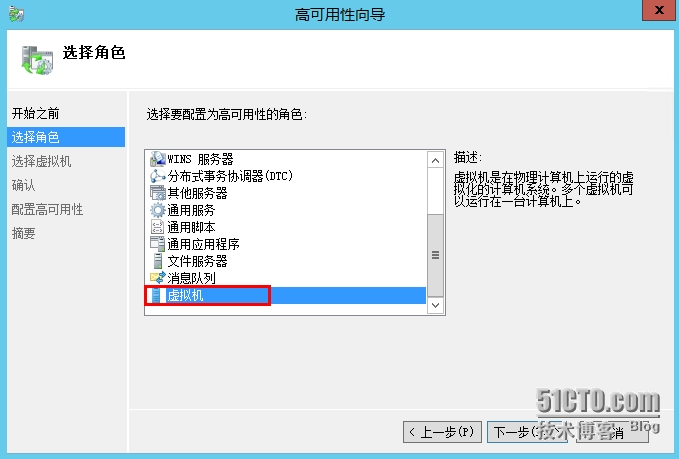 高可用性向导
x
选择角色
开始之前
选择角色
选择虚拟机
确认
配置高可用性
摘要
选择要配置为高可用性的角色:
WINS 服务器
分布式事务协调器(DTC)
其他服务器
通用服务
通用脚本
通用应用程序
文件服务器
消息队列
虚拟机
描述:
虚拟机是在物理计算机上运行的虚
拟化的计算机系统。多个虚拟机可
以运行在一台计算机上。
< 上一步(P)
下一步(
消
51CTO.com
技术博客 Blog